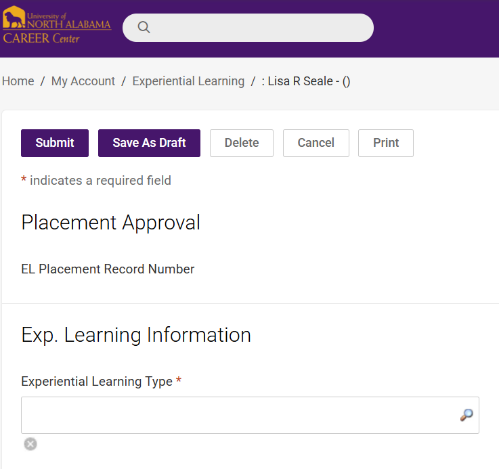 University of
NORTH ALABAMA
CAREER Center
Home / My Account / Experiential Learning / : Lisa R Seale - ()
Submit Save As Draft Delete Cancel Print
* indicates a required field
Placement Approval
EL Placement Record Number
Exp. Learning Information
Experiential Learning Type *